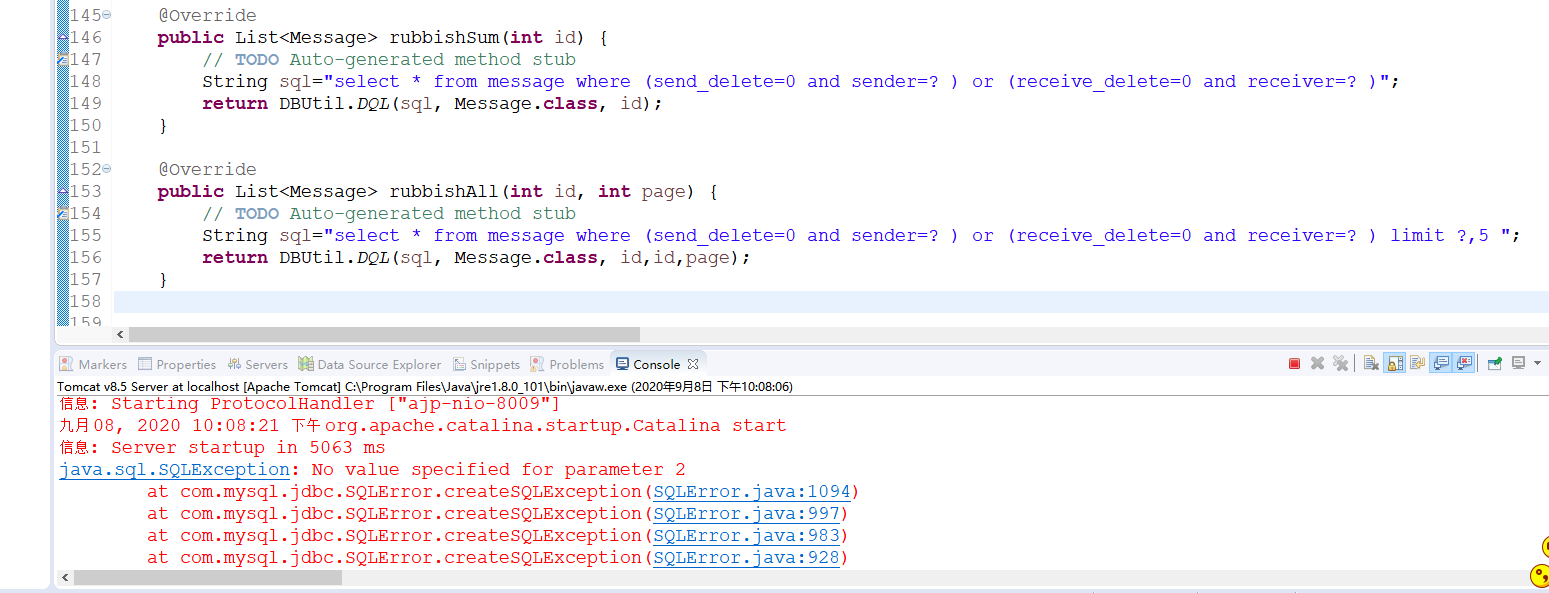 145 @Override
146 public List<Message> rubbishSum(int id) {
147 // TODO Auto-generated method stub
148 String sql="select * from message where (send_delete=0 and sender=? ) or (receive_delete=0 and receiver=? )";
149 return DBUtil.DQL(sql, Message.class, id);
150 }
151
152 @Override
153 public List<Message> rubbishAll(int id, int page) {
154 // TODO Auto-generated method stub
155 String sql="select * from message where (send_delete=0 and sender=? ) or (receive_delete=0 and receiver=? ) limit ?,5 ";
156 return DBUtil.DQL(sql, Message.class, id,id,page);
157 }
158
159
Markers Properties Servers Data Source Explorer Snippets Problems Console
Tomcat v8.5 Server at localhost [Apache Tomcat] C:\Program Files\Java\jre1.8.0_101\bin\javaw.exe (2020年9月8日 下午10:08:06)
信息: Starting ProtocolHandler ["ajp-nio-8009"]
九月 08, 2020 10:08:21 下午 org.apache.catalina.startup.Catalina start
信息: Server startup in 5063 ms
java.sql.SQLException: No value specified for parameter 2
at com.mysql.jdbc.SQLError.createSQLException(SQLError.java:1094)
at com.mysql.jdbc.SQLError.createSQLException(SQLError.java:997)
at com.mysql.jdbc.SQLError.createSQLException(SQLError.java:983)
at com.mysql.jdbc.SQLError.createSQLException(SQLError.java:928)